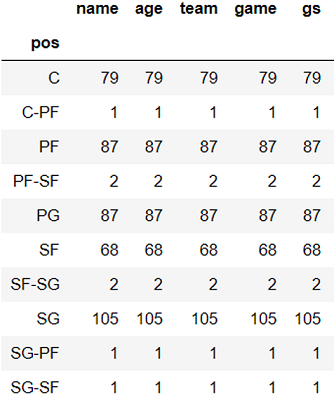 name age team game gs
pos
C 79 79 79 79 79
C-PF 1 1 1 1 1
PF 87 87 87 87 87
PF-SF 2 2 2 2 2
PG 87 87 87 87 87
SF 68 68 68 68 68
SF-SG 2 2 2 2 2
SG 105 105 105 105 105
SG-PF 1 1 1 1 1
SG-SF 1 1 1 1 1